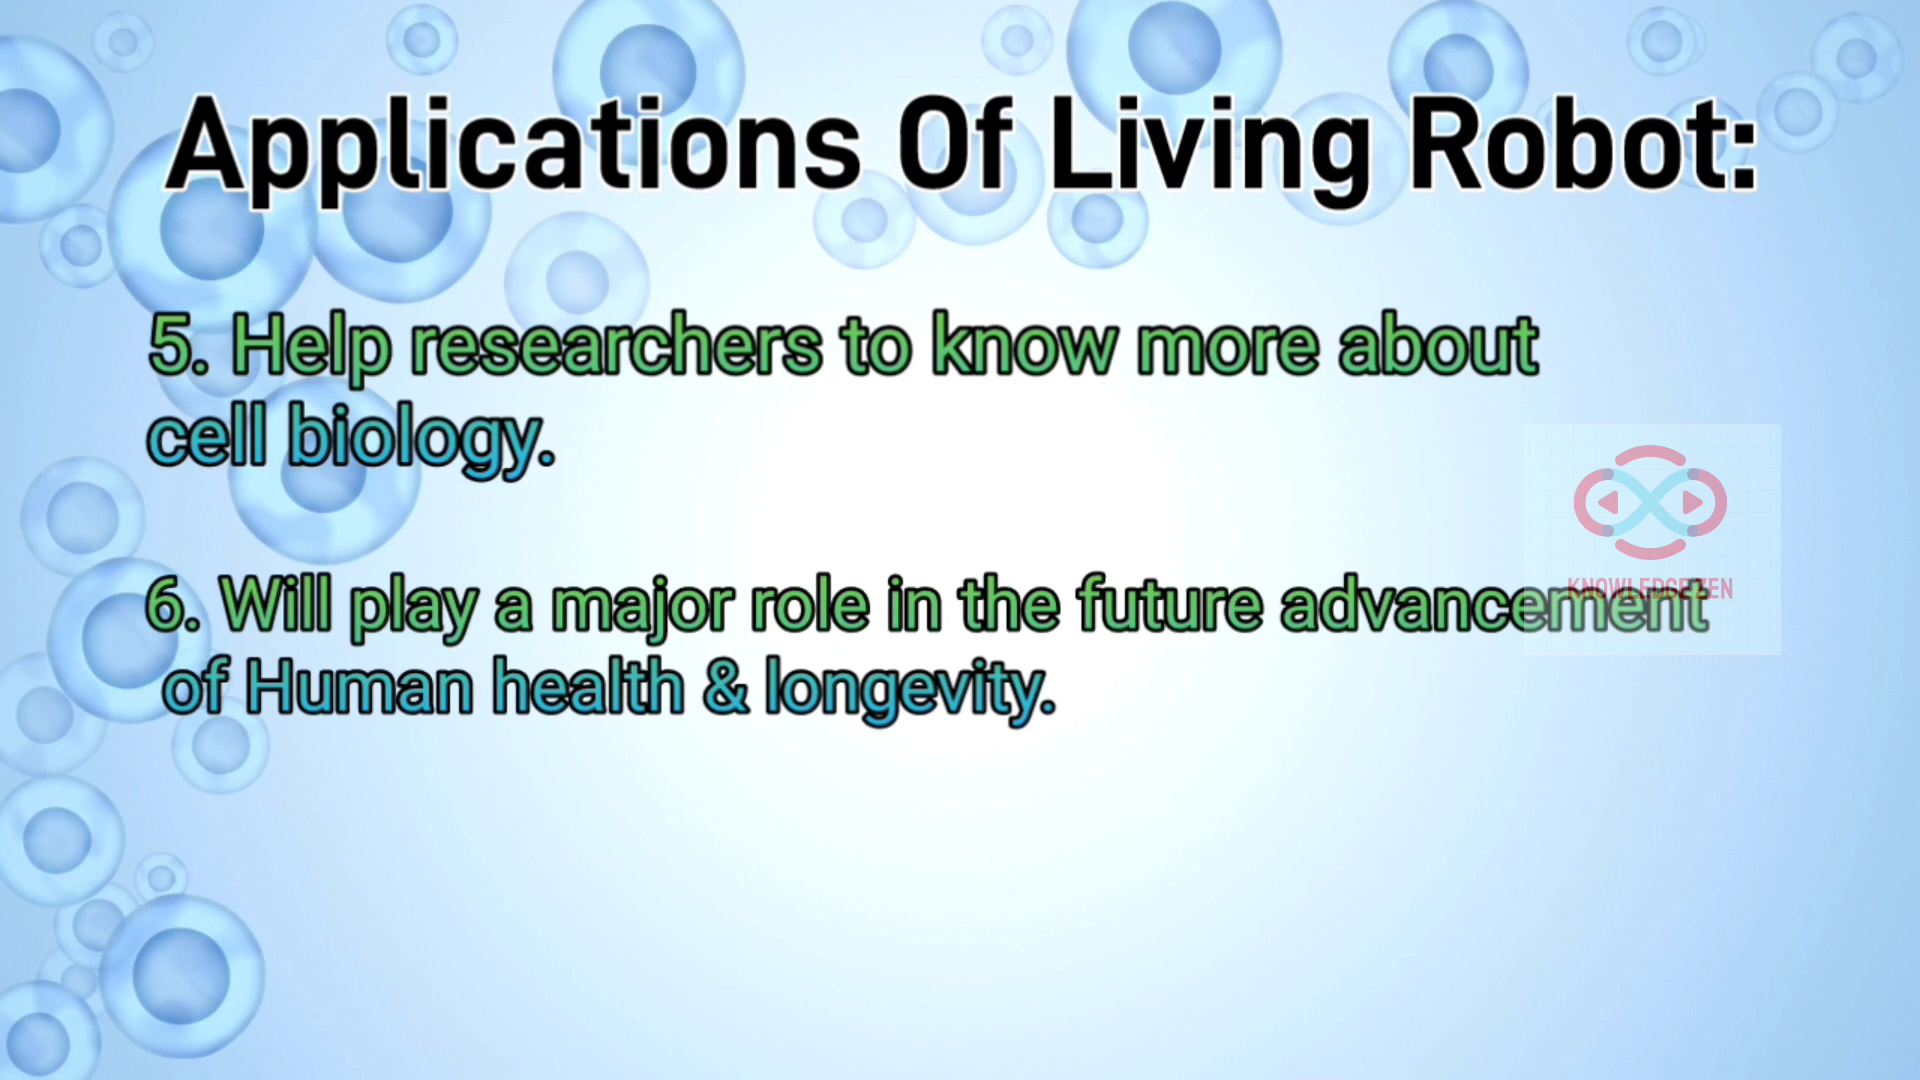 Applications Of Living Robot:
5. Help researchers to know more about
cell biology.
KNOWLEDGEIZEN
6. Will play a major role in the future advancement
of Human health & longevity.